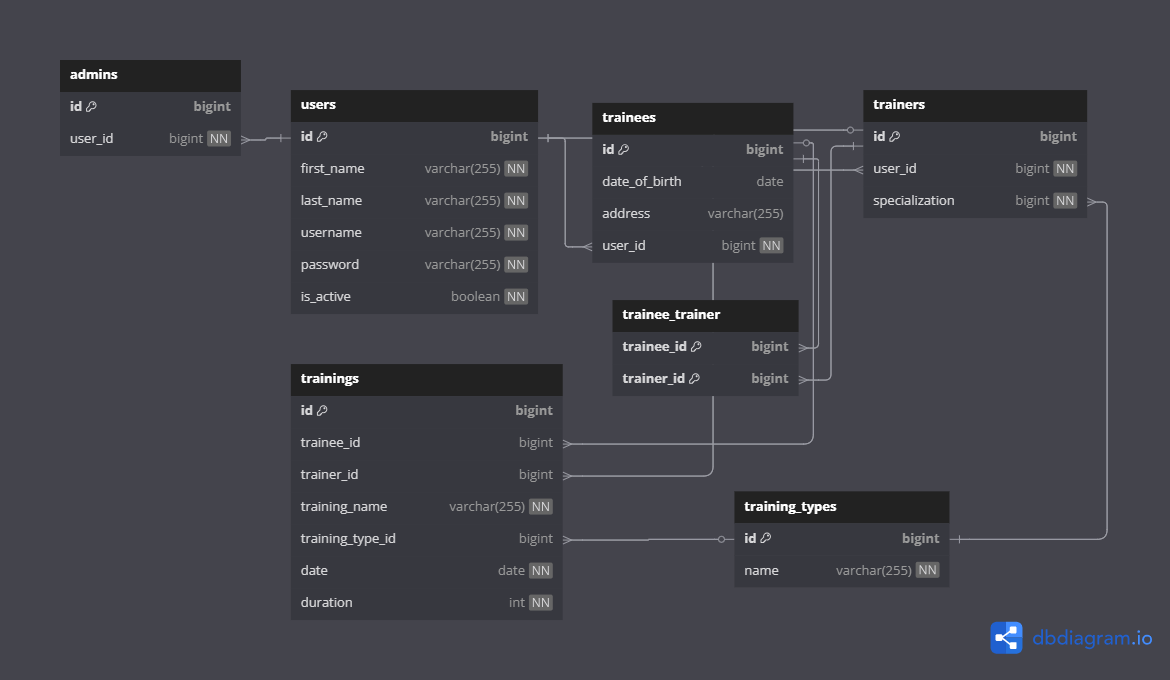 admins
id bigint
user_id bigint NN
users
id bigint
first_name varchar(255) NN
last_name varchar(255) NN
username varchar(255) NN
password varchar(255) NN
is_active boolean NN
trainees
id bigint
date_of_birth date
address varchar(255)
user_id bigint NN
trainers
id bigint
user_id bigint NN
specialization bigint NN
trainee_trainer
trainee_id bigint
trainer_id bigint
trainings
id bigint
trainee_id bigint
trainer_id bigint
training_name varchar(255) NN
training_type_id bigint
date date NN
duration int NN
training_types
id bigint
name varchar(255) NN
dbdiagram.io